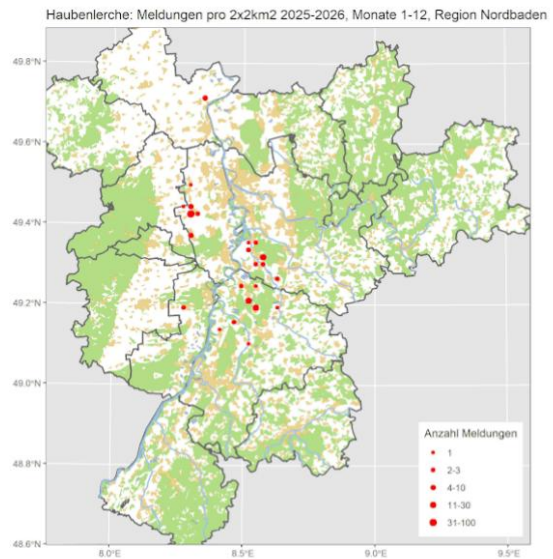 Haubenlerche: Meldungen pro 2x2km2 2025-2026, Monate 1-12, Region Nordbaden
49.8°N
49.6°N
49.4°N
49.2°N
49.0°N
48.8°N
48.6°N
8.0°E
8.5°E
9.0°E
9.5°E
Anzahl Meldungen
1
2-3
4-10
11-30
31-100